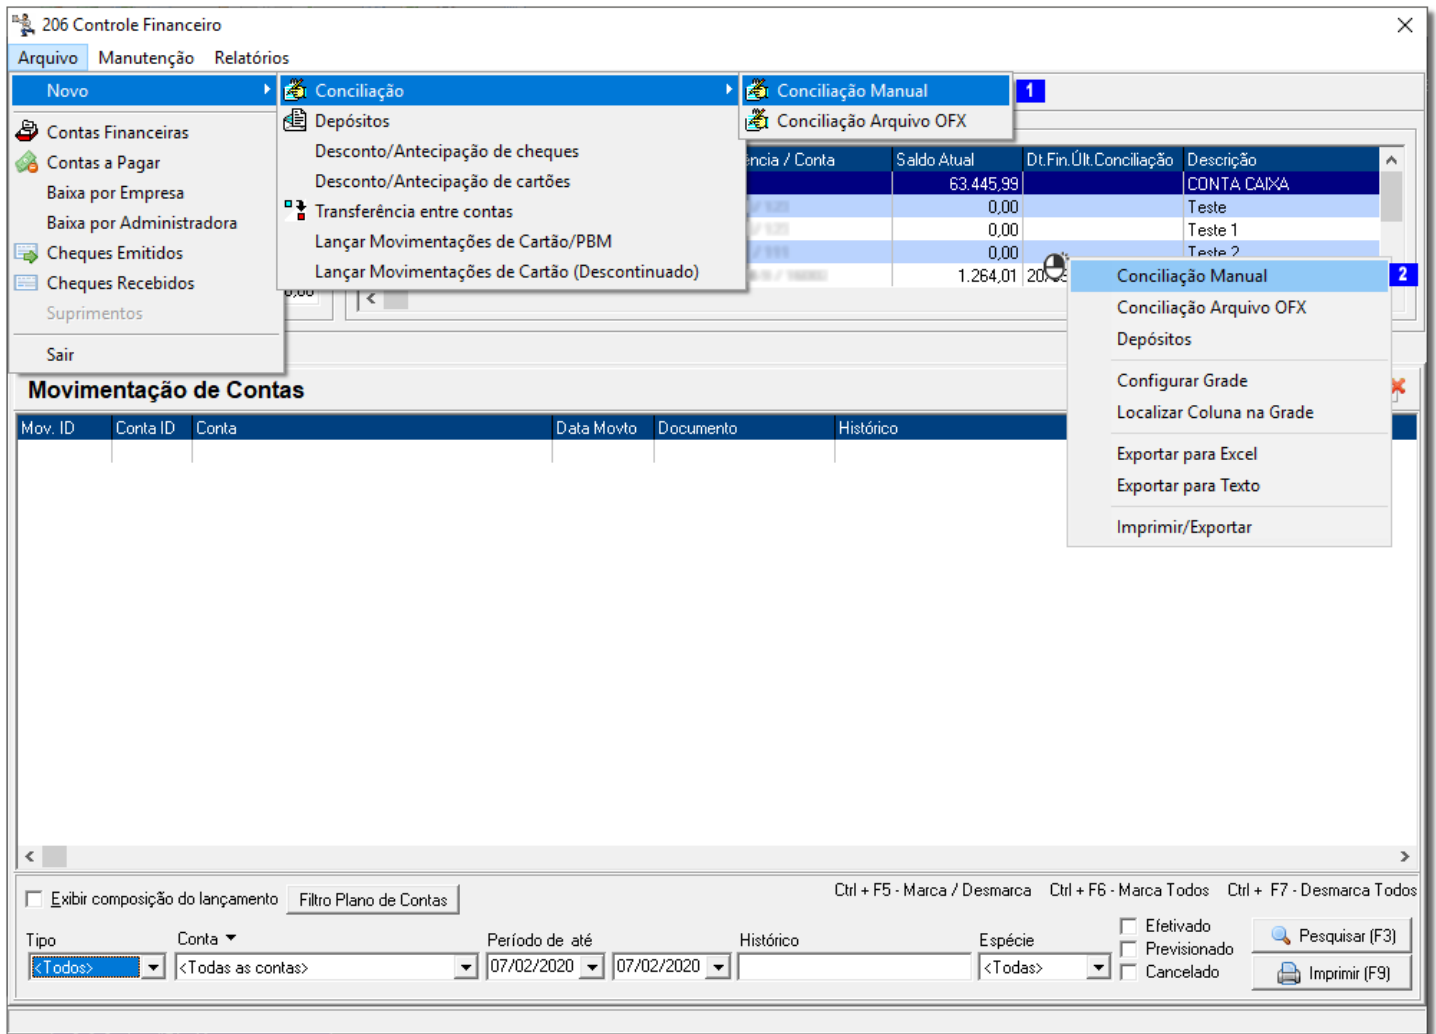 206 Controle Financeiro
Arquivo Manutenção Relatórios
Novo
Contas Financeiras
Contas a Pagar
Baixa por Empresa
Baixa por Administradora
Cheques Emitidos
Cheques Recebidos
Suprimentos
Sair
Conciliação
Depósitos
Desconto/Antecipação de cheques
Desconto/Antecipação de cartões
Transferência entre contas
Lançar Movimentações de Cartão/PBM
Lançar Movimentações de Cartão (Descontinuado)
Conciliação Manual 1
Conciliação Arquivo OFX
/ Conta Saldo Atual Dt.Fin.Últ.Conciliação Descrição
63.445,99 CONTA CAIXA
0,00 Teste
0,00 Teste 1
0,00 Teste 2
1.264,01
Conciliação Manual 2
Conciliação Arquivo OFX
Depósitos
Configurar Grade
Localizar Coluna na Grade
Exportar para Excel
Exportar para Texto
Imprimir/Exportar
Movimentação de Contas
Mov. ID Conta ID Conta Data Movto Documento Histórico
Exibir composição do lançamento Filtro Plano de Contas
Ctrl + F5 - Marca / Desmarca Ctrl + F6 - Marca Todos Ctrl + F7 - Desmarca Todos
Tipo Conta Período de até Histórico Espécie
<Todos> <Todas as contas> 07/02/2020 07/02/2020 <Todas>
Efetivado
Previsionado
Cancelado
Pesquisar (F3)
Imprimir (F9)